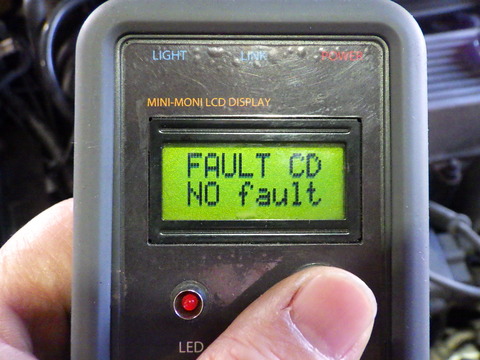 LIGHT LINK POWER
MINI-MONI LCD DISPLAY
FAULT CD
NO fault
LED